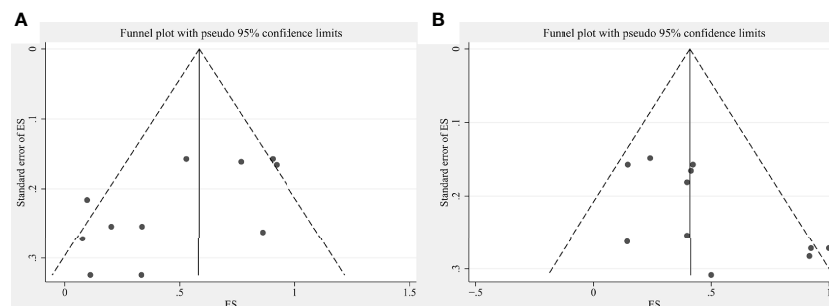 A
Funnel plot with pseudo 95% confidence limits
Standard error of ES
0
.1
.2
.3
0
.5
1
1.5
ES
B
Funnel plot with pseudo 95% confidence limits
Standard error of ES
0
.1
.2
.3
-.5
0
.5
1